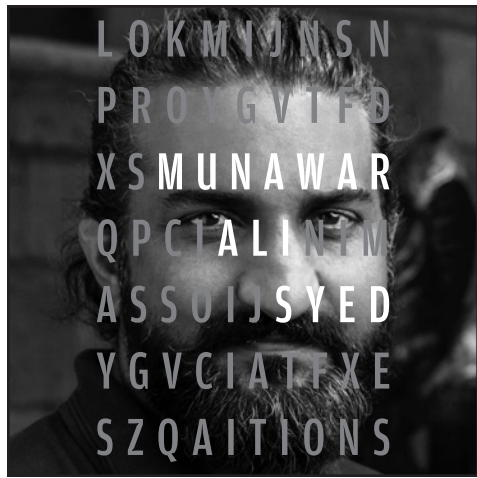 LOKMIJNSN
PROYGVTFD
XSMUNAWAR
QPCIALINIM
ASSOIJSYED
YGVCIATFXE
SZQAITIONS